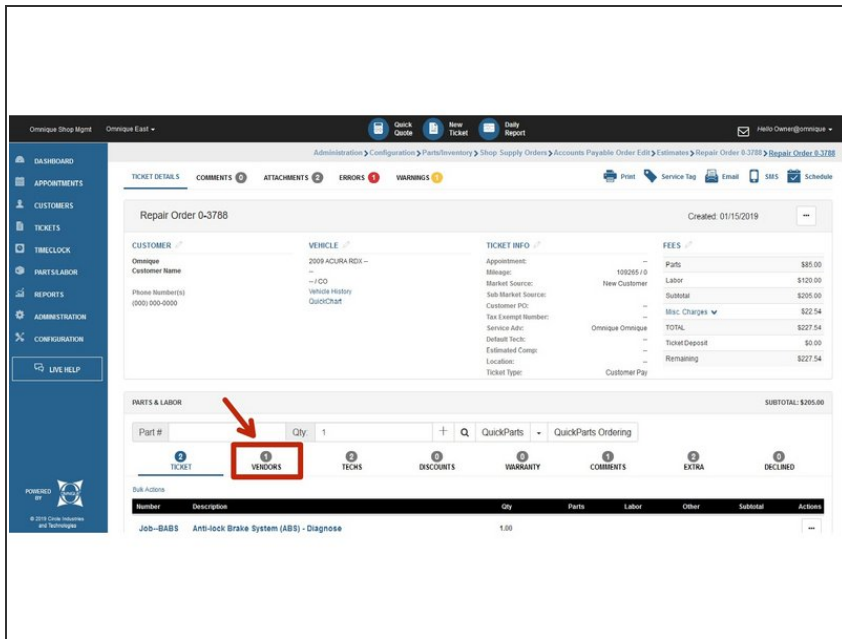 Omnique Shop Mgmt Omnique East
Quick Quote New Ticket Daily Report
Hello Owner@omnique
Administration > Configuration > Parts/Inventory > Shop Supply Orders > Accounts Payable Order Edit > Estimates > Repair Order 0-3788 > Repair Order 0-3788
DASHBOARD
APPOINTMENTS
CUSTOMERS
TICKETS
TIMECLOCK
PARTS/LABOR
REPORTS
ADMINISTRATION
CONFIGURATION
LIVE HELP
POWERED BY OMNIQUE
© 2019 Circle Industries
and Technologies
TICKET DETAILS COMMENTS 0 ATTACHMENTS 2 ERRORS 1 WARNINGS 1
Print Service Tag Email SMS Schedule
Repair Order 0-3788 Created: 01/15/2019 ...
CUSTOMER
Omnique
Customer Name
Phone Number(s)
(000) 000-0000
VEHICLE
2009 ACURA RDX --
--
-- / CO
Vehicle History
QuickChart
TICKET INFO
Appointment: --
Mileage: 109265 / 0
Market Source: New Customer
Sub Market Source:
Customer PO: --
Tax Exempt Number: --
Service Adv: Omnique Omnique
Default Tech: --
Estimated Comp: --
Location: --
Ticket Type: Customer Pay
FEES
Parts $85.00
Labor $120.00
Subtotal $205.00
Misc. Charges $22.54
TOTAL $227.54
Ticket Deposit $0.00
Remaining $227.54
PARTS & LABOR SUBTOTAL: $205.00
Part # Qty 1 + QuickParts QuickParts Ordering
2 TICKET 1 VENDORS 2 TECHS 0 DISCOUNTS 0 WARRANTY 1 COMMENTS 2 EXTRA 0 DECLINED
Bulk Actions
Number Description Qty Parts Labor Other Subtotal Actions
Job--BABS Anti-lock Brake System (ABS) - Diagnose 1.00 ...